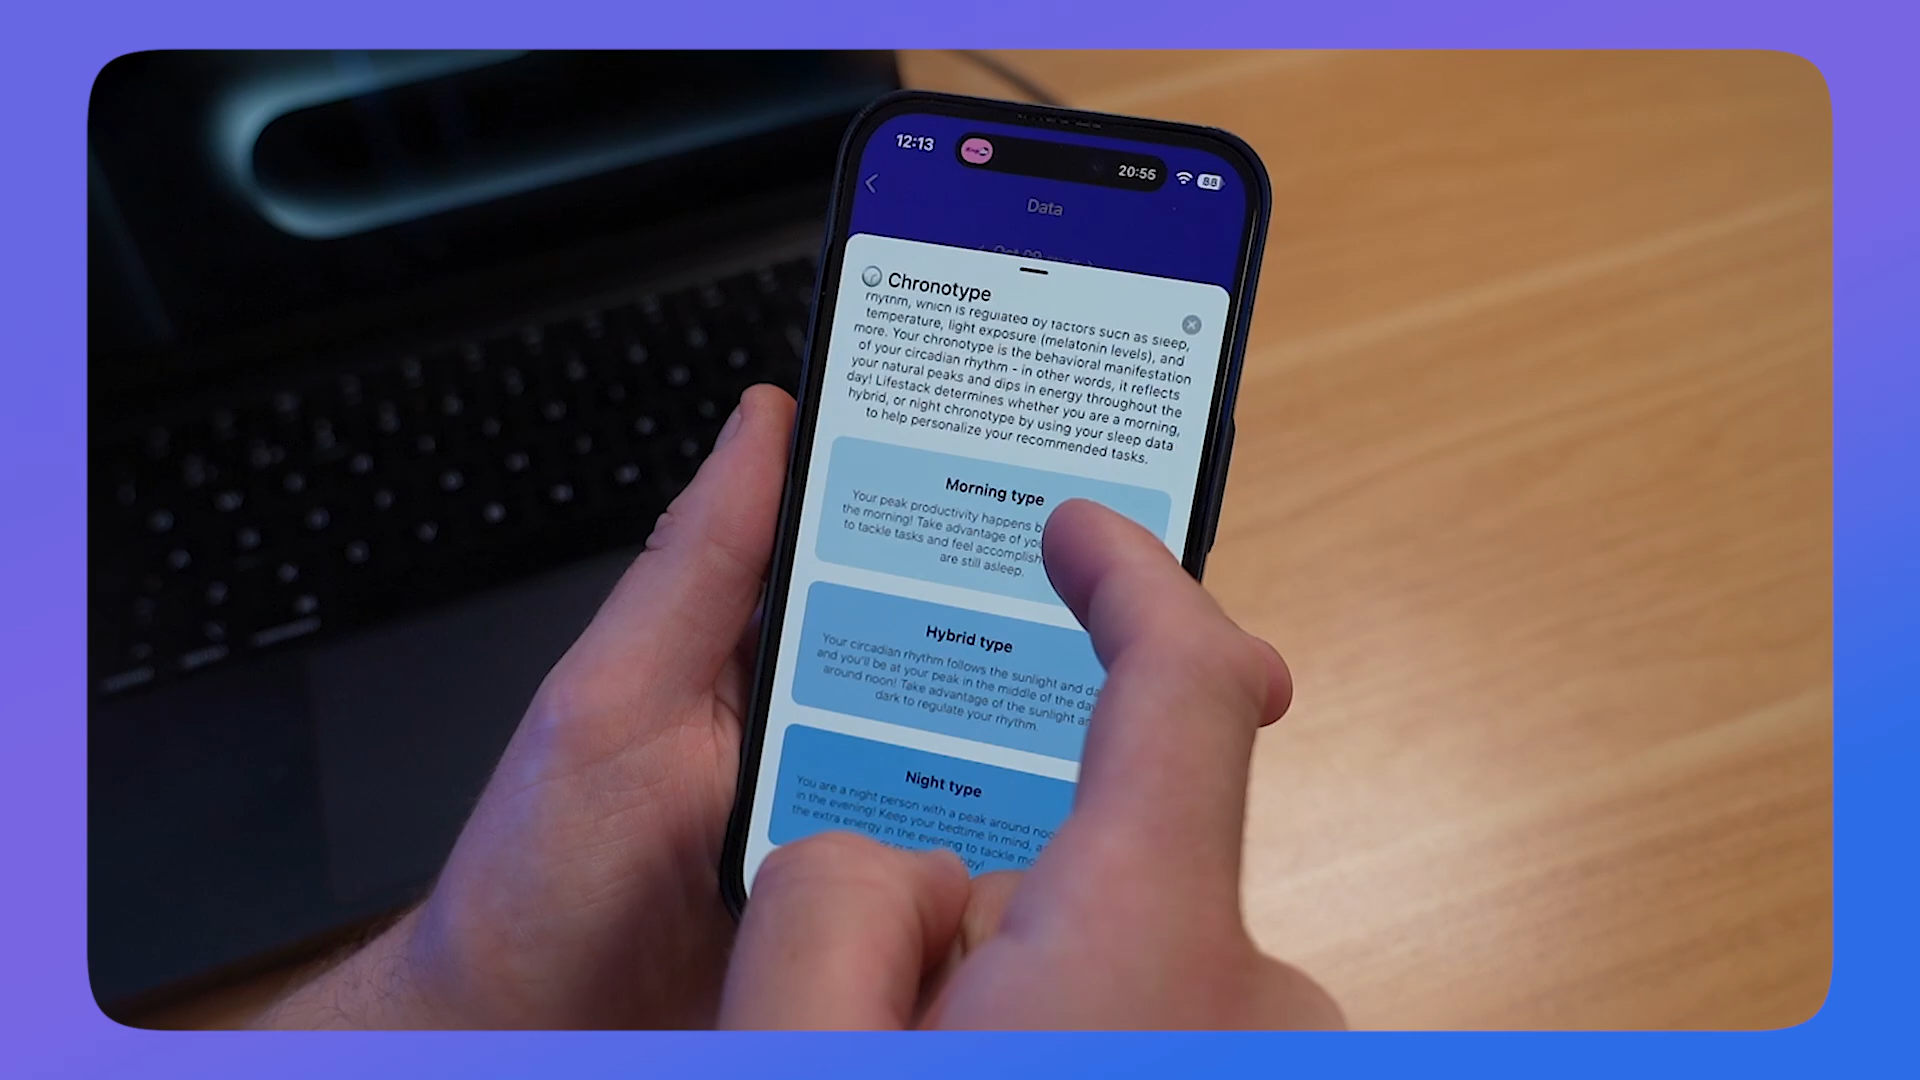 12:13
20:55
88
Data
Oct 09
Chronotype
rhythm, which is regulated by factors such as sleep,
temperature, light exposure (melatonin levels), and
more. Your chronotype is the behavioral manifestation
of your circadian rhythm - in other words, it reflects
your natural peaks and dips in energy throughout the
day! Lifestack determines whether you are a morning,
hybrid, or night chronotype by using your sleep data
to help personalize your recommended tasks.
Morning type
Your peak productivity happens
the morning! Take advantage of
to tackle tasks and feel
are still asleep.
Hybrid type
Your circadian rhythm follows the sunlight and
and you'll be at your peak in the middle of the
around noon! Take advantage of the sunlight
dark to regulate your rhythm.
Night type
You are a night person with a peak around
in the evening! Keep your bedtime in mind,
the extra energy in the evening to tackle